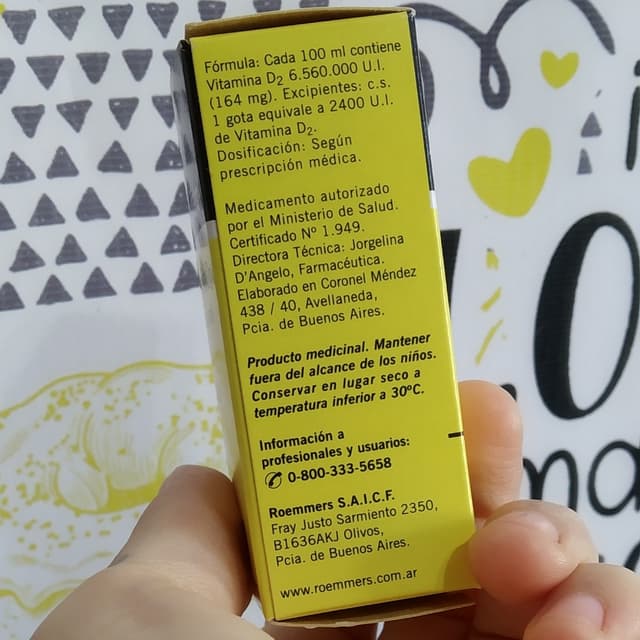 Fórmula: Cada 100 ml contiene
Vitamina D2 6.560.000 U.I.
(164 mg). Excipientes: c.s.
1 gota equivale a 2400 U.I.
de Vitamina D2.
Dosificación: Según
prescripción médica.
Medicamento autorizado
por el Ministerio de Salud.
Certificado Nº 1.949.
Directora Técnica: Jorgelina
D'Angelo, Farmacéutica.
Elaborado en Coronel Méndez
438 / 40, Avellaneda,
Pcia. de Buenos Aires.
Producto medicinal. Mantener
fuera del alcance de los niños.
Conservar en lugar seco a
temperatura inferior a 30ºC.
Información a
profesionales y usuarios:
0-800-333-5658
Roemmers S.A.I.C.F.
Fray Justo Sarmiento 2350,
B1636AKJ Olivos,
Pcia. de Buenos Aires.
www.roemmers.com.ar